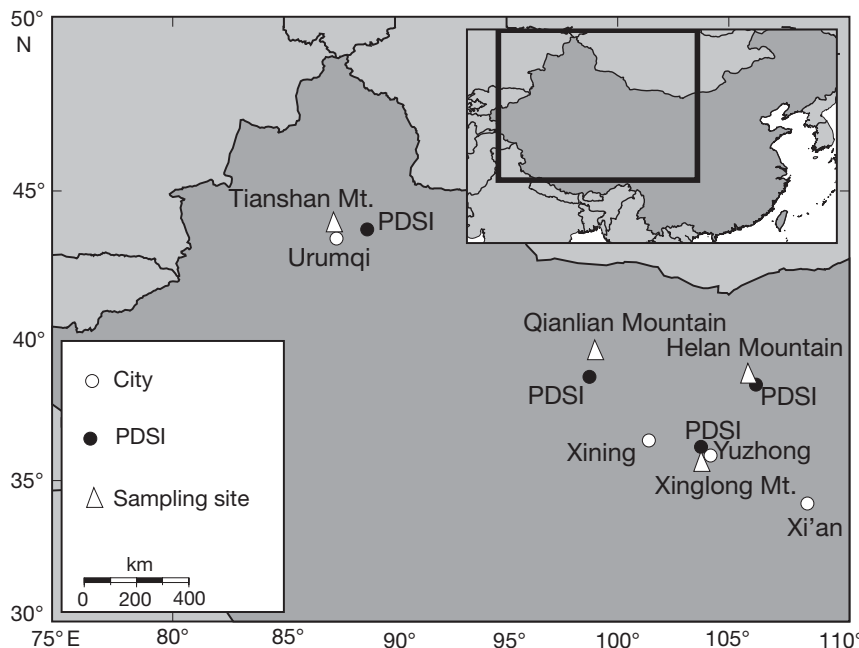 50°
N
45°
40°
35°
30°
Tianshan Mt.
PDSI
Urumqi
Qianlian Mountain
Helan Mountain
PDSI
PDSI
PDSI
Xining
Yuzhong
Xinglong Mt.
Xi'an
City
PDSI
Sampling site
km
0 200 400
75° E 80° 85° 90° 95° 100° 105° 110°